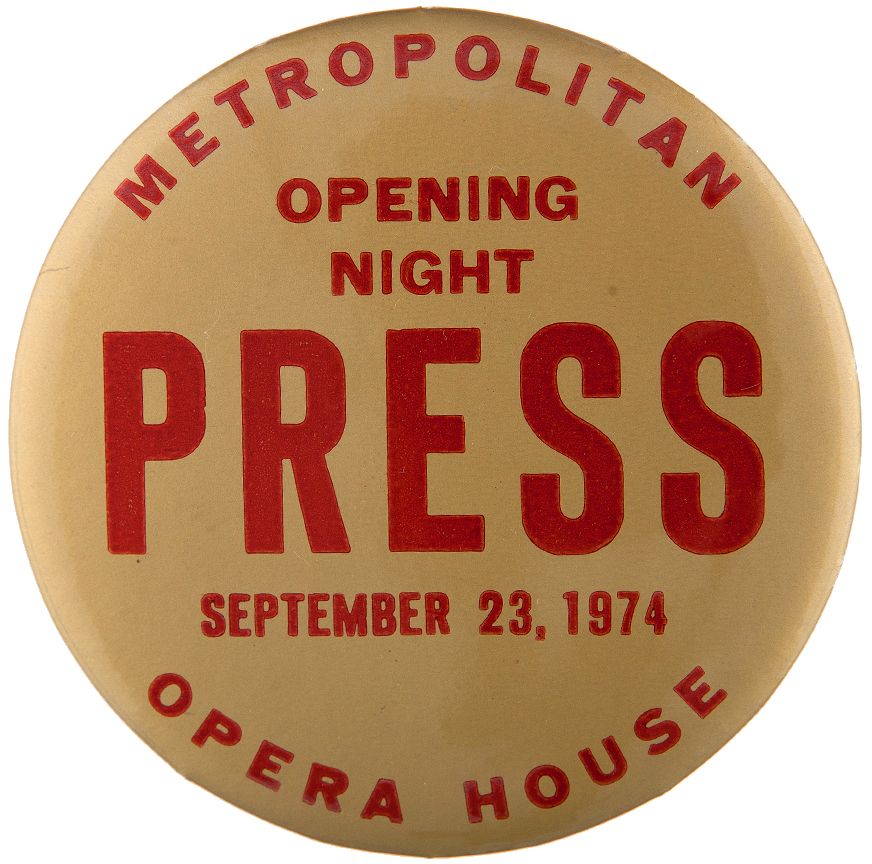 METROPOLITAN
OPENING
NIGHT
PRESS
SEPTEMBER 23, 1974
OPERA HOUSE